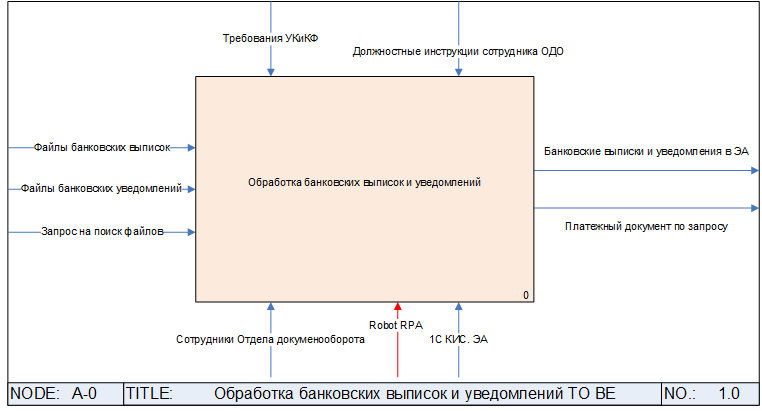 Требования УКиКФ
Должностные инструкции сотрудника ОДО
Файлы банковских выписок
Банковские выписки и уведомления в ЭА
Файлы банковских уведомлений
Обработка банковских выписок и уведомлений
Запрос на поиск файлов
Платежный документ по запросу
0
Robot RPA
Сотрудники Отдела докуменооборота
1С КИС. ЭА
NODE: A-0
TITLE: Обработка банковских выписок и уведомлений TO BE
NO.: 1.0